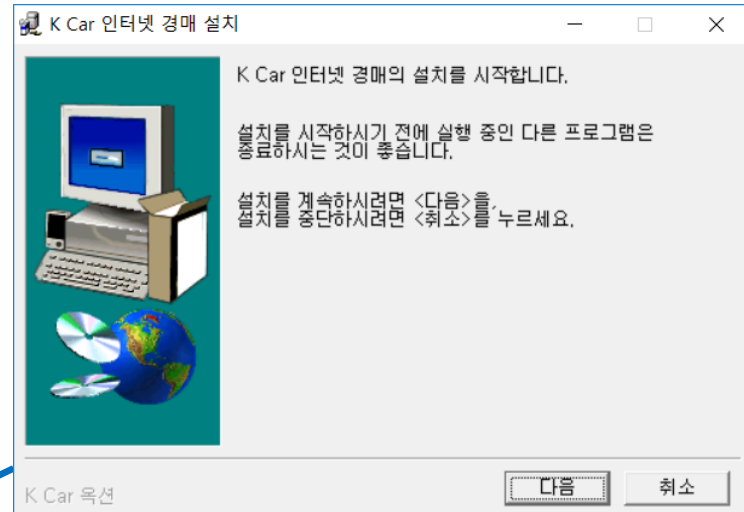 K Car 인터넷 경매 설치
K Car 인터넷 경매의 설치를 시작합니다.
설치를 시작하시기 전에 실행 중인 다른 프로그램은
종료하시는 것이 좋습니다.
설치를 계속하시려면 <다음>을,
설치를 중단하시려면 <취소>를 누르세요.
K Car 옥션
다음
취소